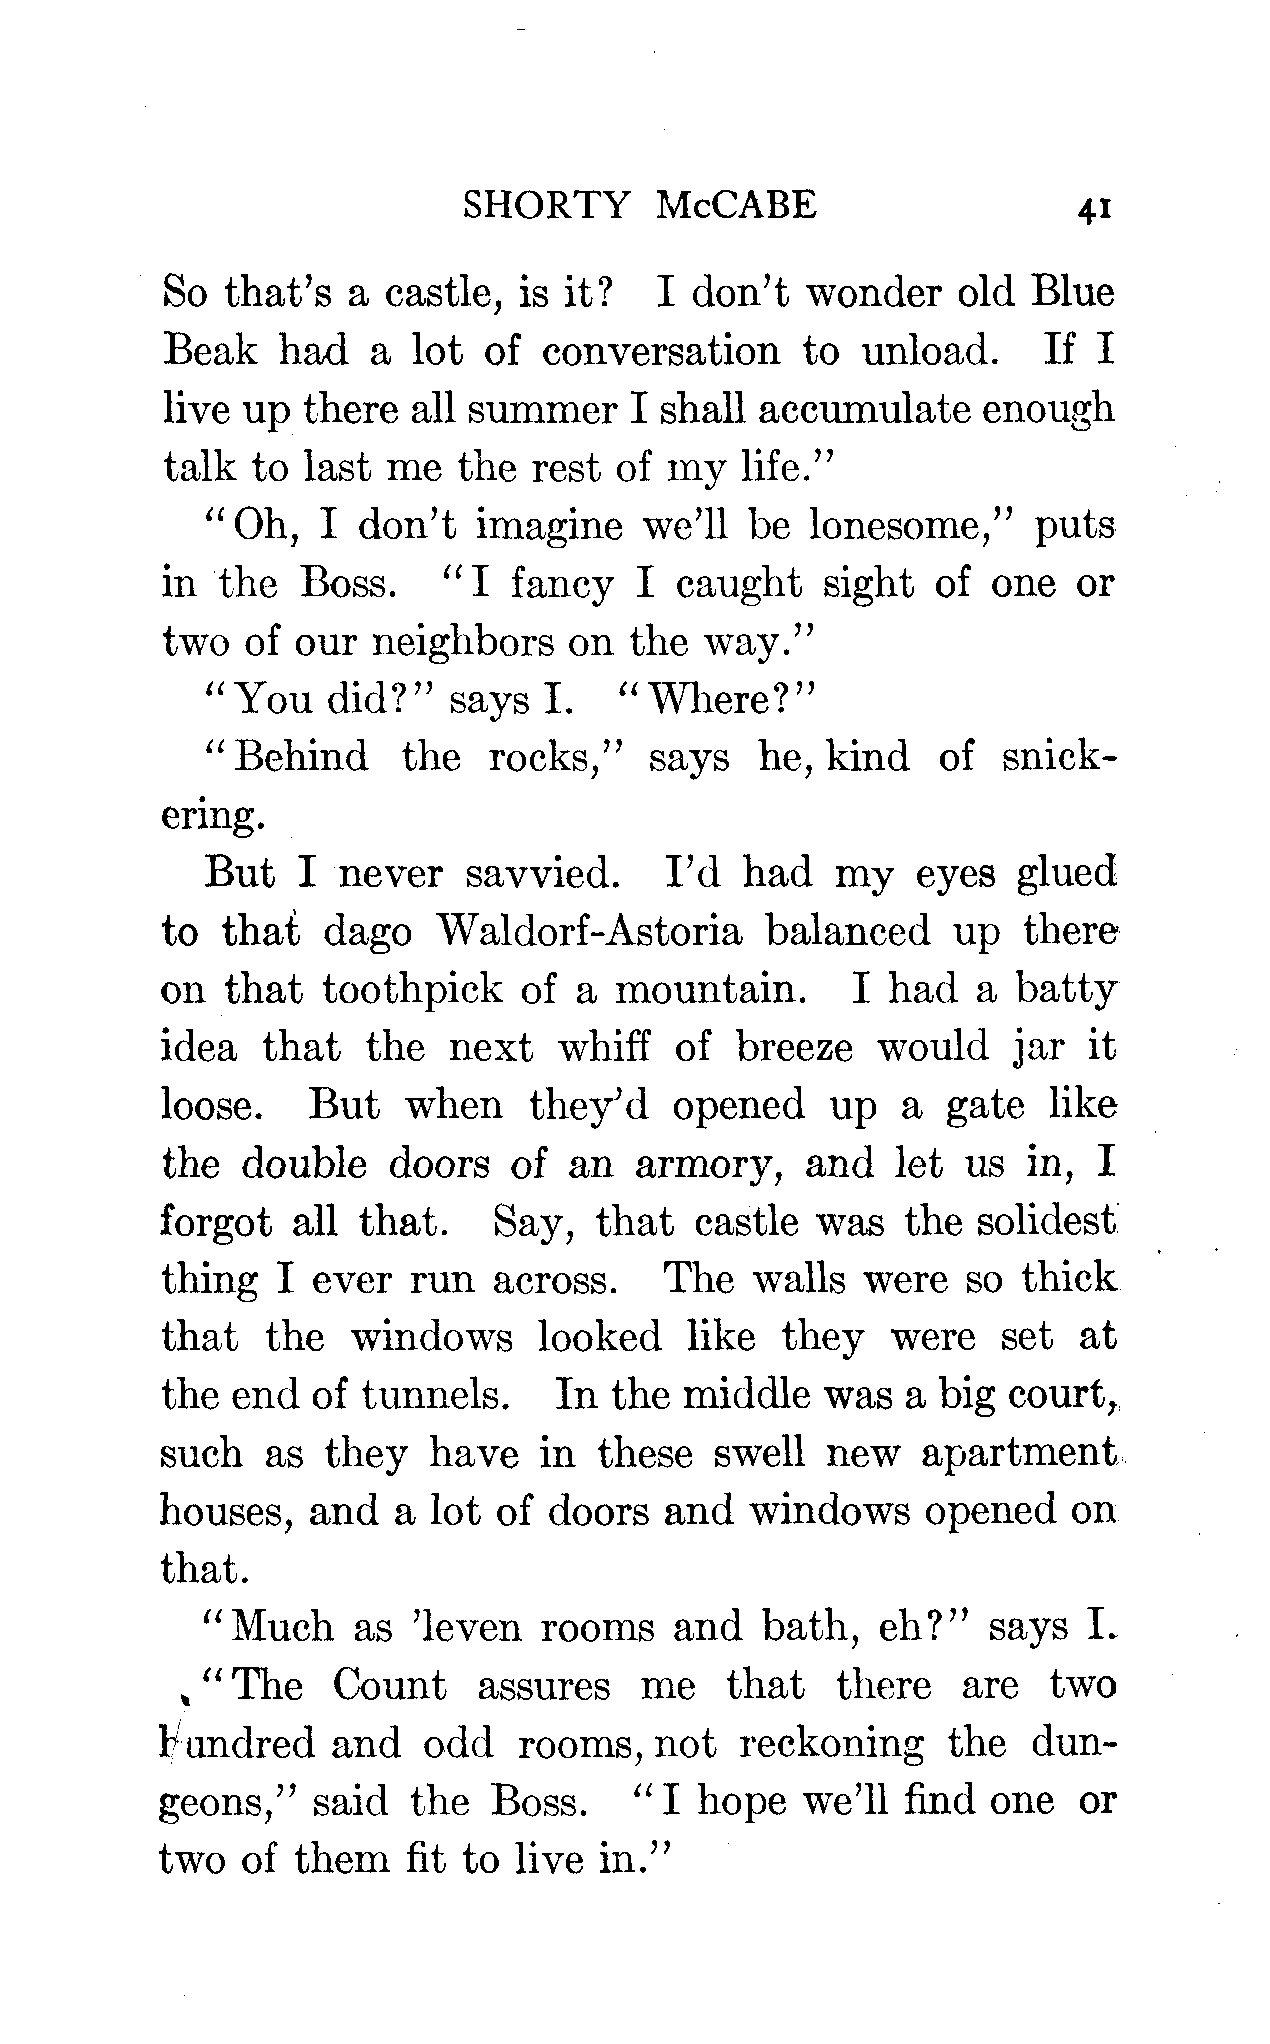 SHORTY McCABE 41
So that's a castle, is it? I don't wonder old Blue
Beak had a lot of conversation to unload. If I
live up there all summer I shall accumulate enough
talk to last me the rest of my life."
"Oh, I don't imagine we'll be lonesome," puts
in the Boss. "I fancy I caught sight of one or
two of our neighbors on the way."
"You did?" says I. "Where?"
"Behind the rocks," says he, kind of snick-
ering.
But I never savvied. I'd had my eyes glued
to that dago Waldorf-Astoria balanced up there
on that toothpick of a mountain. I had a batty
idea that the next whiff of breeze would jar it
loose. But when they'd opened up a gate like
the double doors of an armory, and let us in, I
forgot all that. Say, that castle was the solidest
thing I ever run across. The walls were so thick
that the windows looked like they were set at
the end of tunnels. In the middle was a big court,
such as they have in these swell new apartment
houses, and a lot of doors and windows opened on
that.
"Much as 'leven rooms and bath, eh?" says I.
"The Count assures me that there are two
hundred and odd rooms, not reckoning the dun-
geons," said the Boss. "I hope we'll find one or
two of them fit to live in."